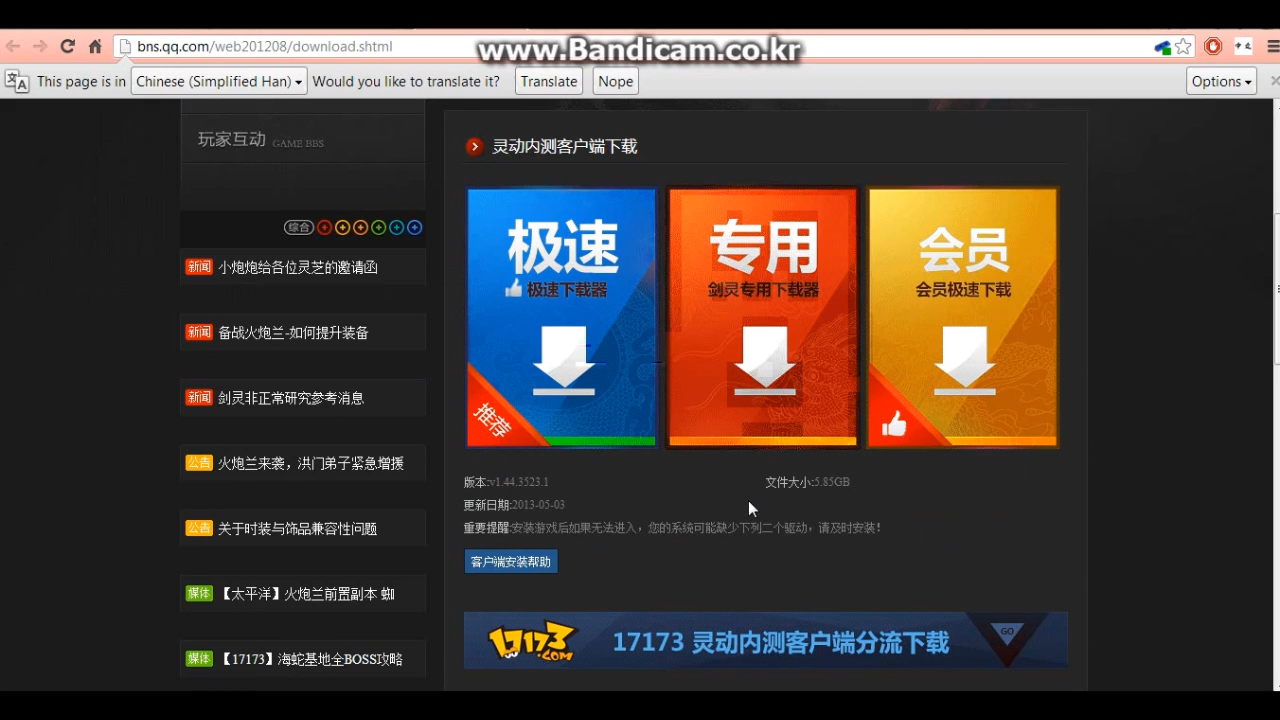 bns.qq.com/web201208/download.shtml
www.Bandicam.co.kr
This page is in Chinese (Simplified Han) Would you like to translate it? Translate Nope Options
玩家互动 GAME BBS
综合
新闻 小炮炮给各位灵芝的邀请函
新闻 备战火炮兰-如何提升装备
新闻 剑灵非正常研究参考消息
公告 火炮兰来袭，洪门弟子紧急增援
公告 关于时装与饰品兼容性问题
媒体 【太平洋】火炮兰前置副本 蜘
媒体 【17173】海蛇基地全BOSS攻略
灵动内测客户端下载
极速
极速下载器
推荐
专用
剑灵专用下载器
会员
会员极速下载
版本:v1.44.3523.1
文件大小:5.85GB
更新日期:2013-05-03
重要提醒:安装游戏后如果无法进入，您的系统可能缺少下列二个驱动，请及时安装！
客户端安装帮助
17173.COM 17173 灵动内测客户端分流下载 GO